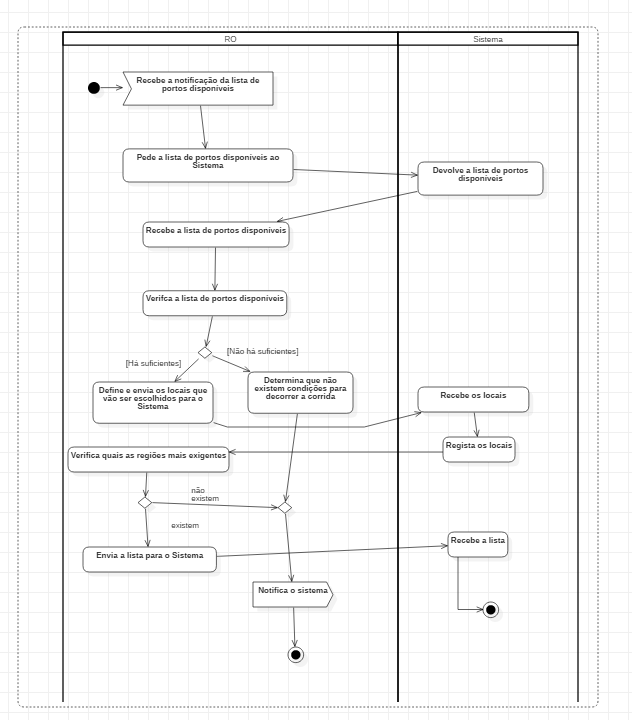 RO
Sistema
Recebe a notificação da lista de
portos disponíveis
Pede a lista de portos disponíveis ao
Sistema
Devolve a lista de portos
disponíveis
Recebe a lista de portos disponíveis
Verifca a lista de portos disponíveis
[Há suficientes]
[Não há suficientes]
Define e envia os locais que
vão ser escolhidos para o
Sistema
Determina que não
existem condições para
decorrer a corrida
Recebe os locais
Regista os locais
Verifica quais as regiões mais exigentes
não
existem
existem
Envia a lista para o Sistema
Recebe a lista
Notifica o sistema